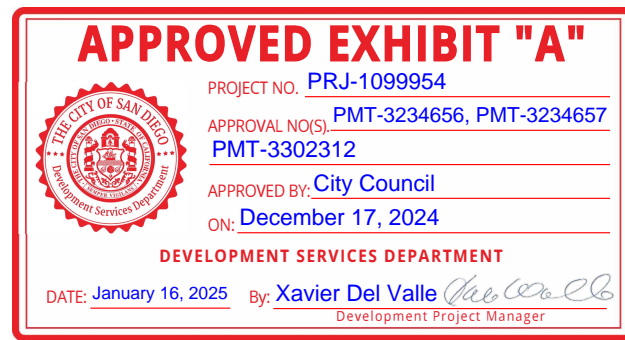 APPROVED EXHIBIT "A"
PROJECT NO. PRJ-1099954
THE CITY OF SAN DIEGO
Development Services Department
APPROVAL NO(S). PMT-3234656, PMT-3234657
PMT-3302312
APPROVED BY: City Council
ON: December 17, 2024
DEVELOPMENT SERVICES DEPARTMENT
DATE: January 16, 2025 By: Xavier Del Valle
Development Project Manager